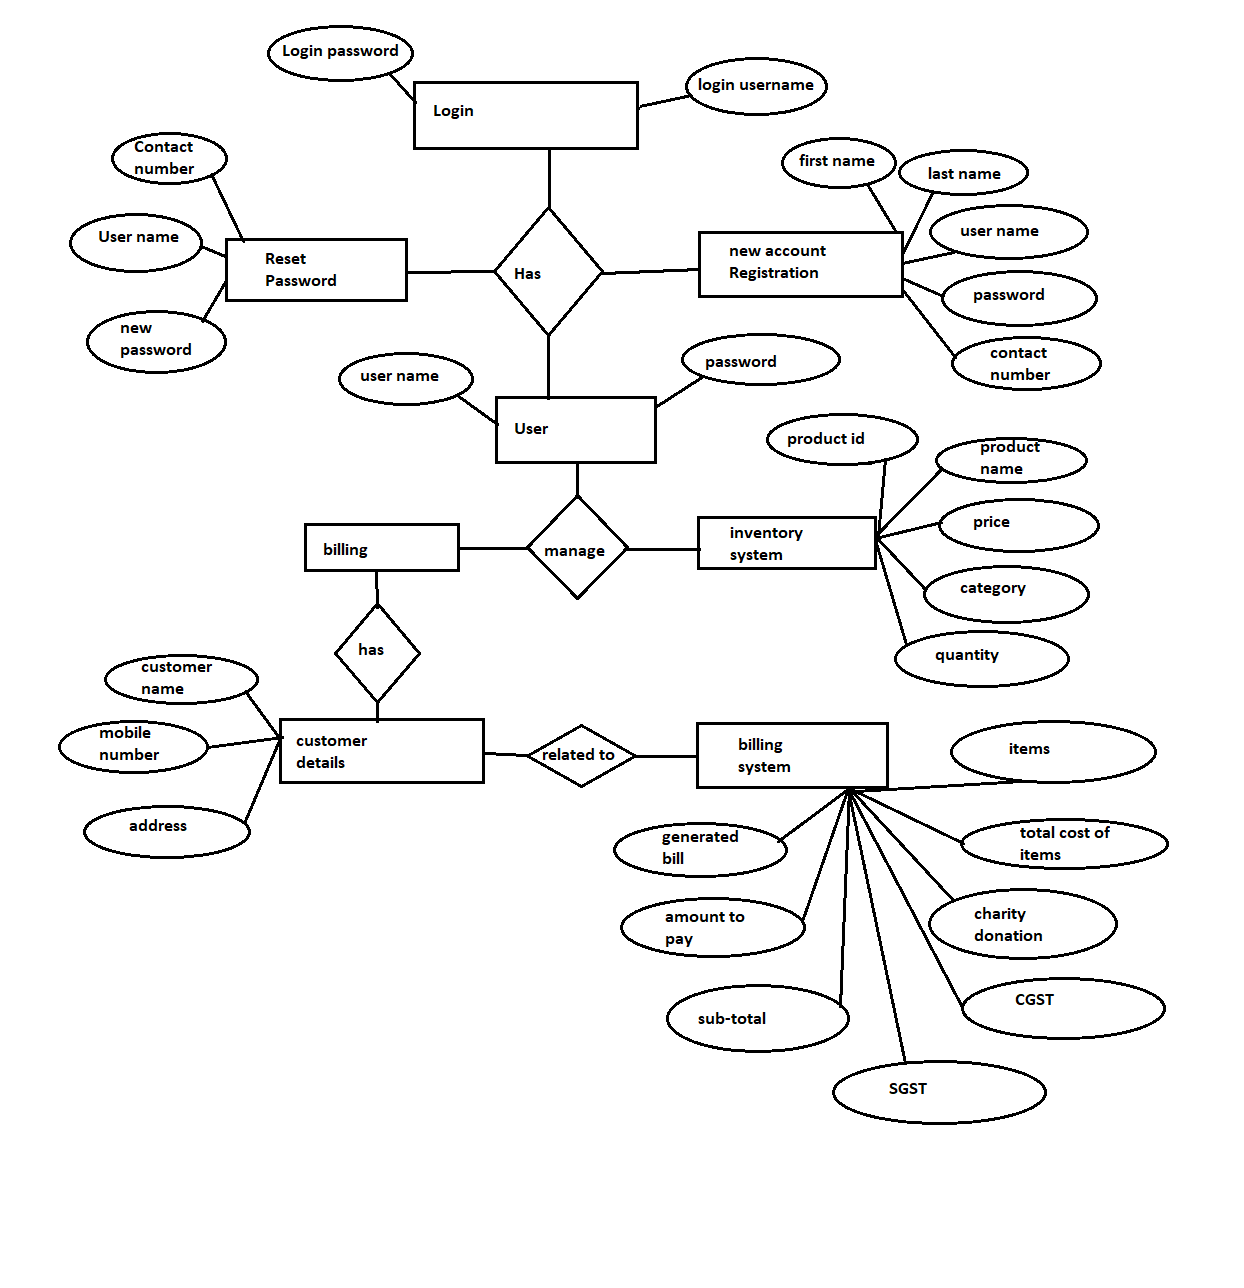 Login password
login username
Login
Contact
number
first name
last name
User name
user name
Reset
Password
Has
new account
Registration
password
new
password
contact
number
user name
password
User
product id
product
name
billing
manage
inventory
system
price
category
has
quantity
customer
name
mobile
number
customer
details
related to
billing
system
items
address
generated
bill
total cost of
items
amount to
pay
charity
donation
sub-total
CGST
SGST